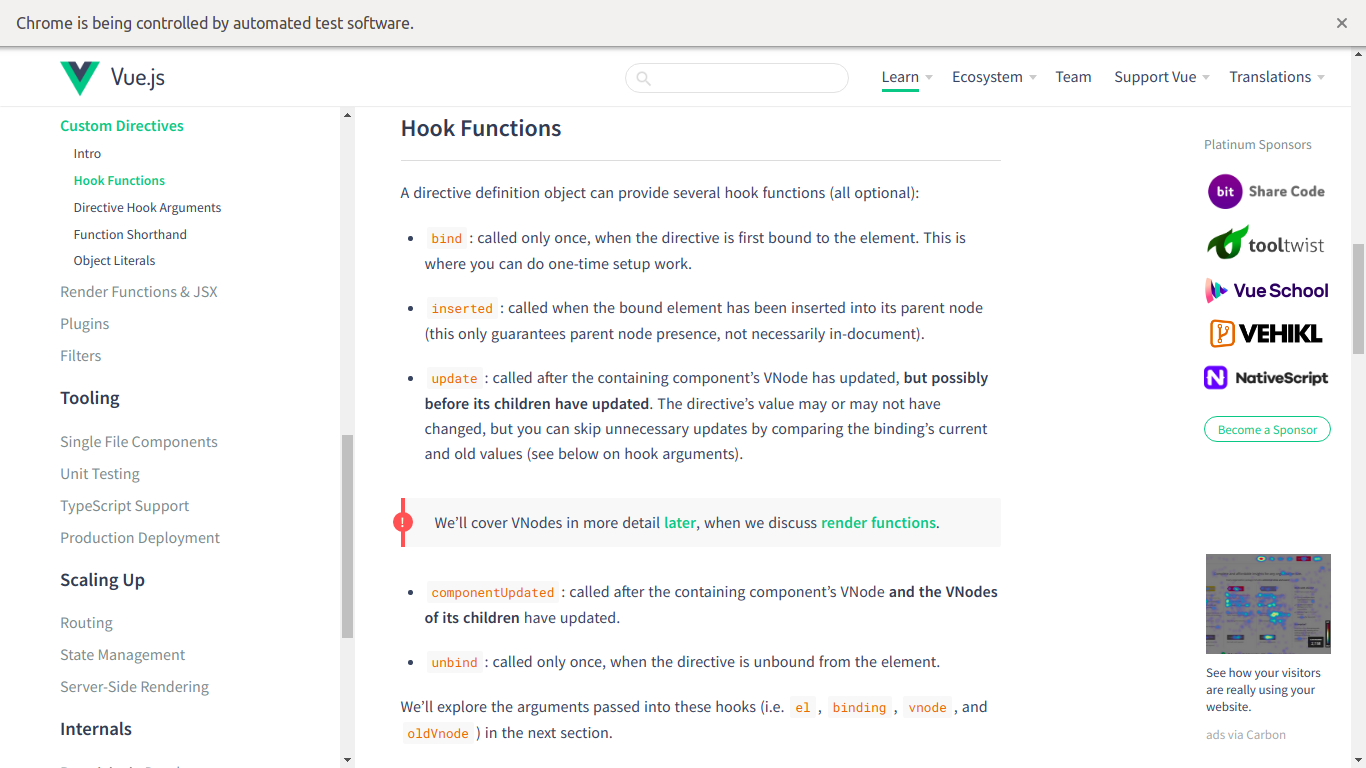 Chrome is being controlled by automated test software.
Vue.js
Learn
Ecosystem
Team
Support Vue
Translations
Custom Directives
Intro
Hook Functions
Directive Hook Arguments
Function Shorthand
Object Literals
Render Functions & JSX
Plugins
Filters
Tooling
Single File Components
Unit Testing
TypeScript Support
Production Deployment
Scaling Up
Routing
State Management
Server-Side Rendering
Internals
Hook Functions
A directive definition object can provide several hook functions (all optional):
bind : called only once, when the directive is first bound to the element. This is
where you can do one-time setup work.
inserted : called when the bound element has been inserted into its parent node
(this only guarantees parent node presence, not necessarily in-document).
update : called after the containing component’s VNode has updated, but possibly
before its children have updated. The directive’s value may or may not have
changed, but you can skip unnecessary updates by comparing the binding’s current
and old values (see below on hook arguments).
We’ll cover VNodes in more detail later, when we discuss render functions.
componentUpdated : called after the containing component’s VNode and the VNodes
of its children have updated.
unbind : called only once, when the directive is unbound from the element.
We’ll explore the arguments passed into these hooks (i.e. el , binding , vnode , and
oldVnode ) in the next section.
Platinum Sponsors
bit Share Code
tooltwist
Vue School
VEHIKL
NativeScript
Become a Sponsor
See how your visitors
are really using your
website.
ads via Carbon